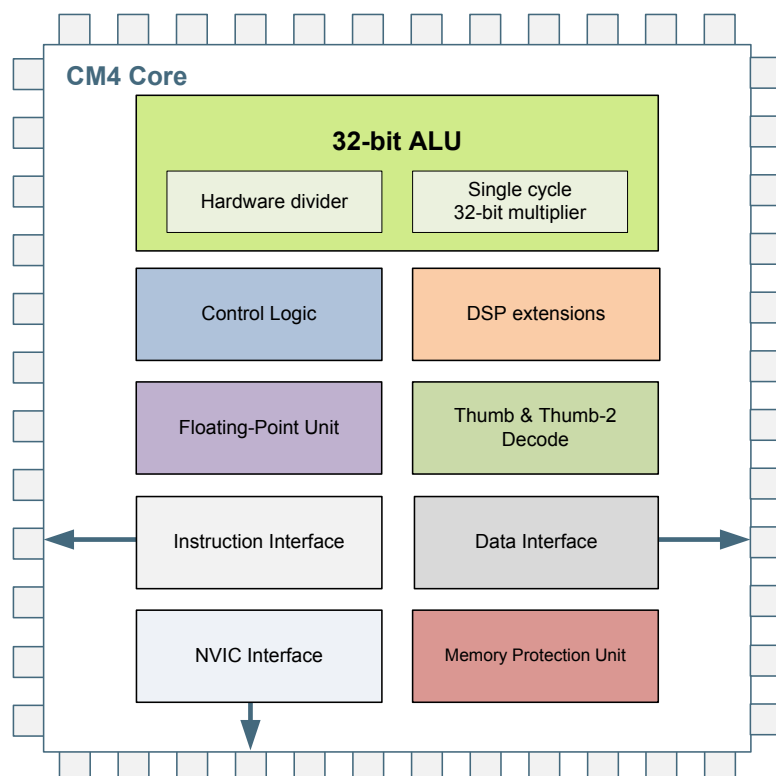 CM4 Core
32-bit ALU
Hardware divider
Single cycle
32-bit multiplier
Control Logic
DSP extensions
Floating-Point Unit
Thumb & Thumb-2
Decode
Instruction Interface
Data Interface
NVIC Interface
Memory Protection Unit